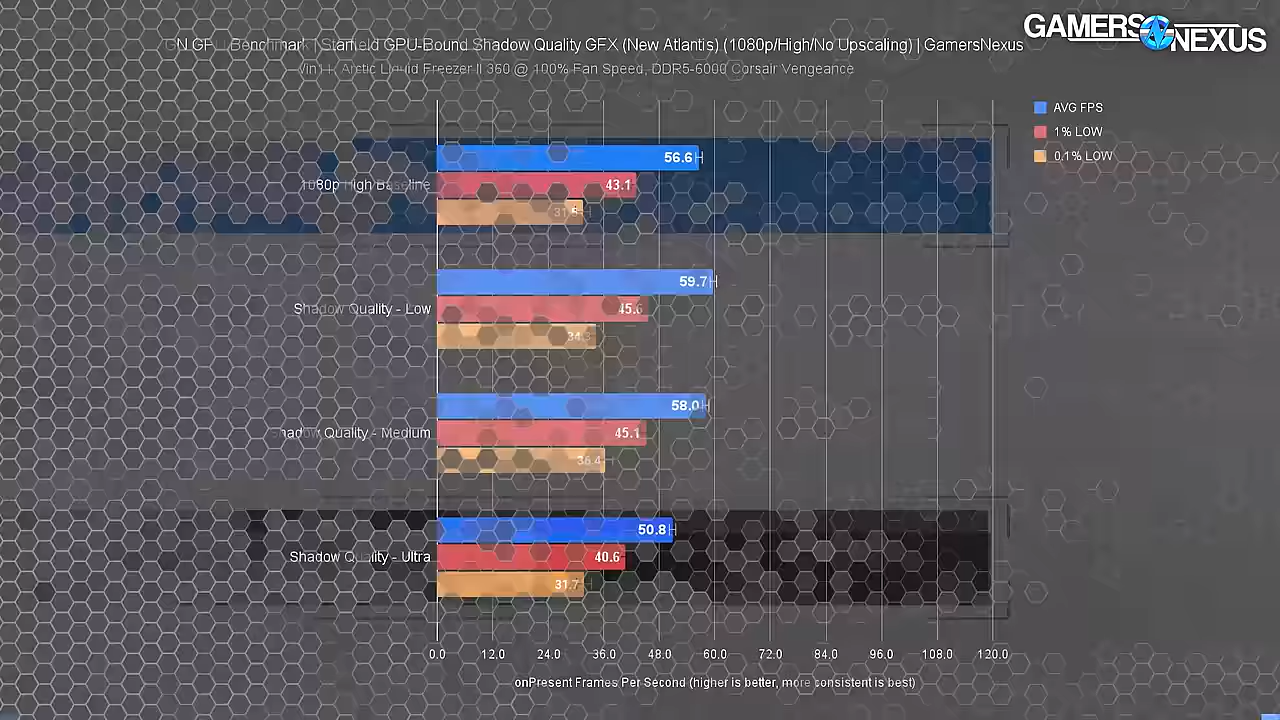 GAMERS NEXUS
Benchmark | Starfield GPU-Bound Shadow Quality GFX (New Atlantis) (1080p/High/No Upscaling) | GamersNexus
Arctic Liquid Freezer II 360 @ 100% Fan Speed, DDR5-6000 Corsair Vengeance
AVG FPS
1% LOW
0.1% LOW
56.6
1080p High Baseline
43.1
59.7
Shadow Quality - Low
45.6
34.3
58.0
Shadow Quality - Medium
45.1
36.4
50.8
Shadow Quality - Ultra
40.6
31.7
0.0 12.0 24.0 36.0 48.0 60.0 72.0 84.0 96.0 108.0 120.0
onPresent Frames Per Second (higher is better, more consistent is best)